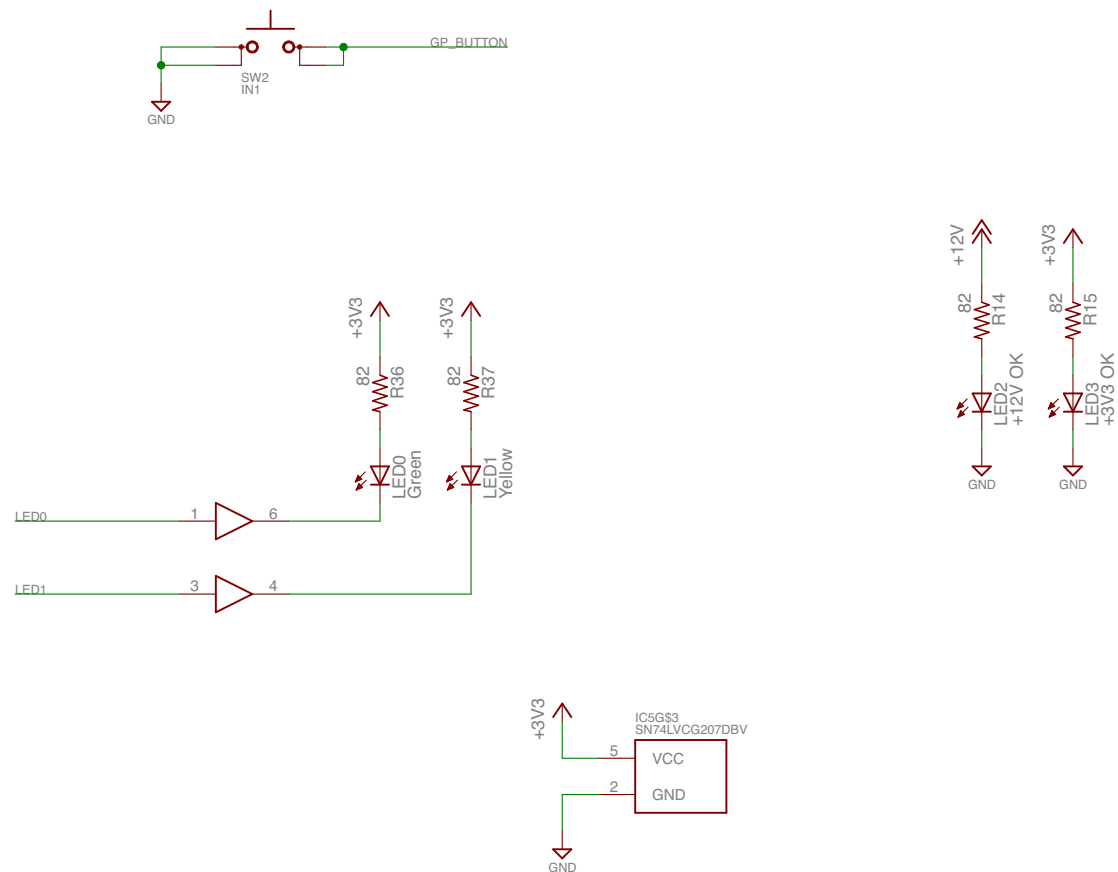 GP_BUTTON
SW2
IN1
GND
+12V
+3V3
82
R14
82
R15
LED2
+12V OK
LED3
+3V3 OK
GND
GND
+3V3
+3V3
82
R36
82
R37
LED0
Green
LED1
Yellow
LED0
1
6
LED1
3
4
+3V3
IC5G$3
SN74LVCG207DBV
5
VCC
2
GND
GND